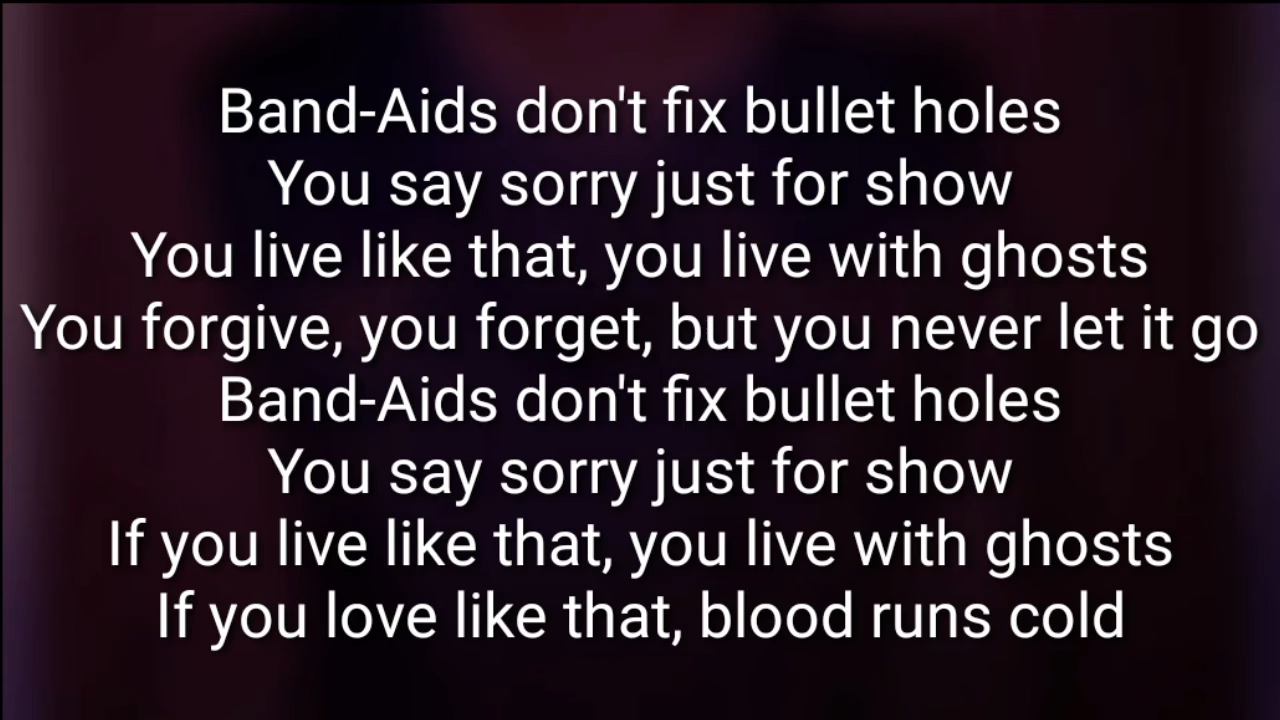 Band-Aids don't fix bullet holes
You say sorry just for show
You live like that, you live with ghosts
You forgive, you forget, but you never let it go
Band-Aids don't fix bullet holes
You say sorry just for show
If you live like that, you live with ghosts
If you love like that, blood runs cold